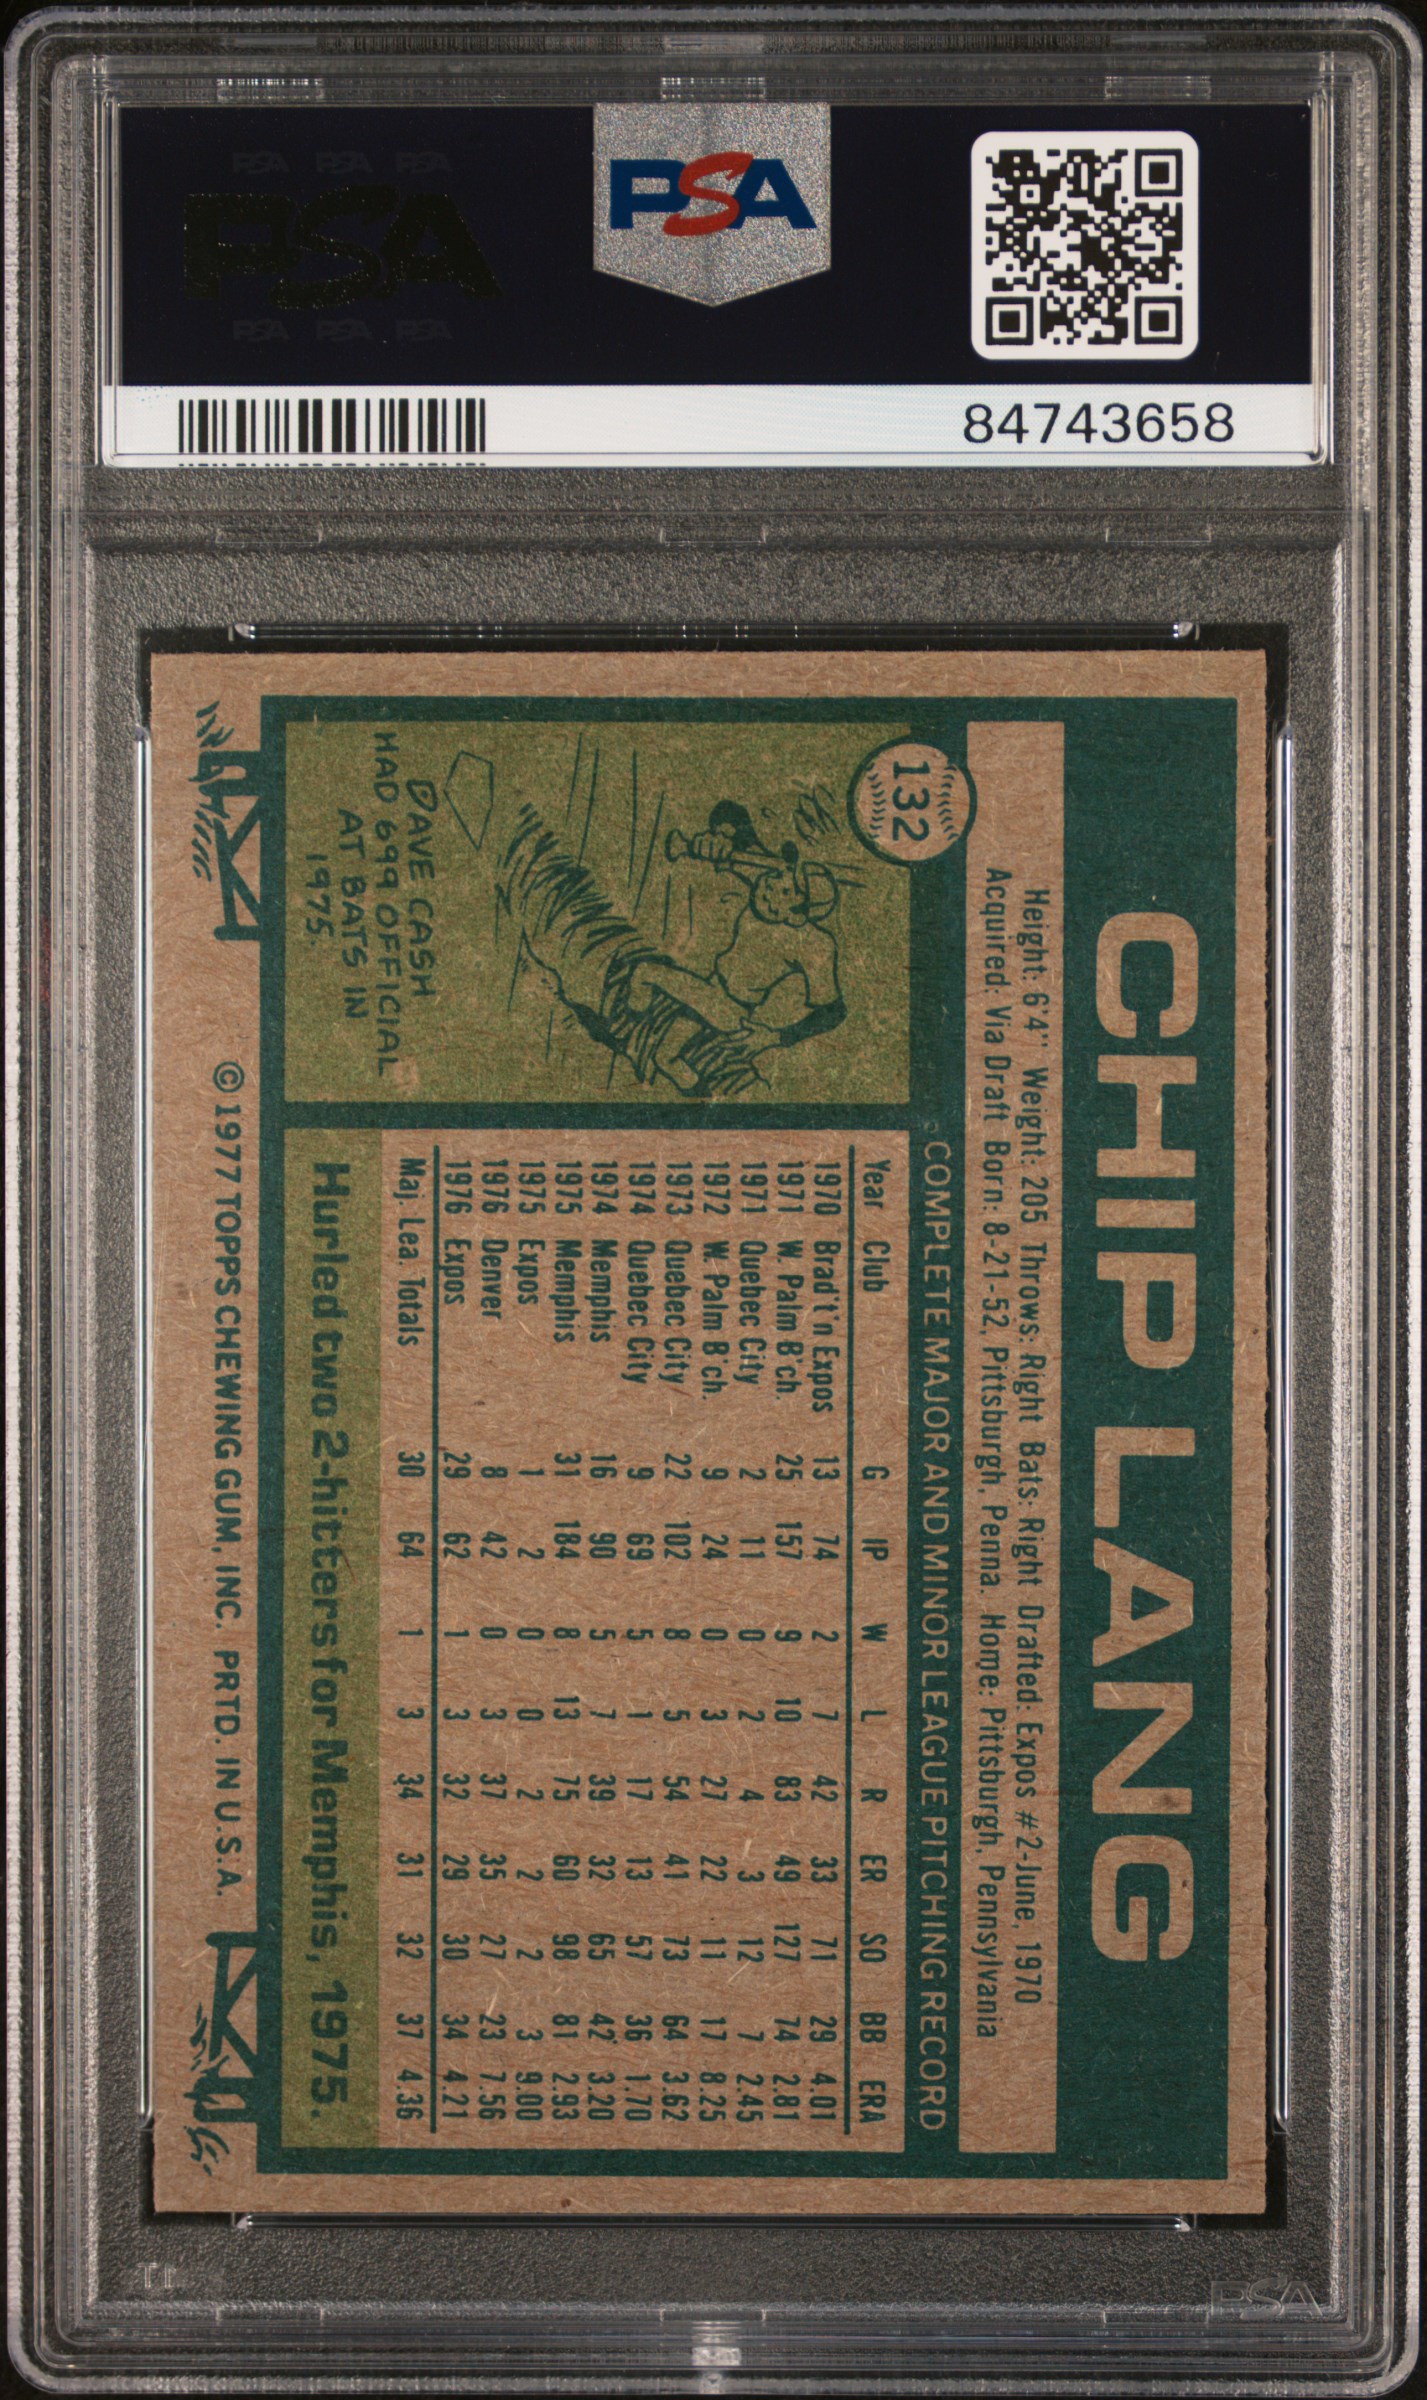 PSA PSA PSA
PSA
PSA PSA PSA
PSA
84743658
132
CHIP LANG
Height: 6'4" Weight: 205 Throws: Right Bats: Right Drafted: Expos #2-June, 1970
Acquired: Via Draft Born: 8-21-52, Pittsburgh, Penna. Home: Pittsburgh, Pennsylvania
COMPLETE MAJOR AND MINOR LEAGUE PITCHING RECORD
Year Club G IP W L R ER SO BB ERA
1970 Brad't'n Expos 13 74 2 7 42 33 71 29 4.01
1971 W. Palm B'ch. 25 157 9 10 83 49 127 74 2.81
1971 Quebec City 2 11 0 2 4 3 12 7 2.45
1972 W. Palm B'ch. 9 24 0 3 27 22 11 17 8.25
1973 Quebec City 22 102 8 5 54 41 73 64 3.62
1974 Quebec City 9 69 5 1 17 13 57 36 1.70
1974 Memphis 16 90 5 7 39 32 65 42 3.20
1975 Memphis 31 184 8 13 75 60 98 81 2.93
1975 Expos 1 2 0 0 2 2 2 3 9.00
1976 Denver 8 42 0 3 37 35 27 23 7.56
1976 Expos 29 62 1 3 32 29 30 34 4.21
Maj. Lea. Totals 30 64 1 3 34 31 32 37 4.36
DAVE CASH
HAD 699 OFFICIAL
AT BATS IN
1975.
Hurled two 2-hitters for Memphis, 1975.
© 1977 TOPPS CHEWING GUM, INC. PRTD. IN U.S.A.
PSA